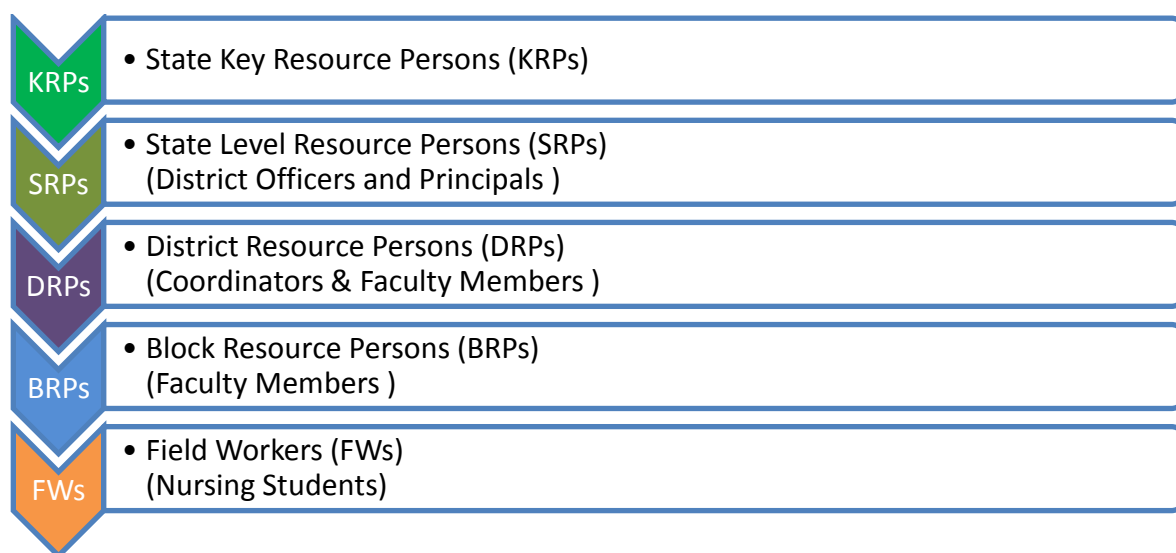 KRPs
• State Key Resource Persons (KRPs)
SRPs
• State Level Resource Persons (SRPs)
(District Officers and Principals )
DRPs
• District Resource Persons (DRPs)
(Coordinators & Faculty Members )
BRPs
• Block Resource Persons (BRPs)
(Faculty Members )
FWs
• Field Workers (FWs)
(Nursing Students)